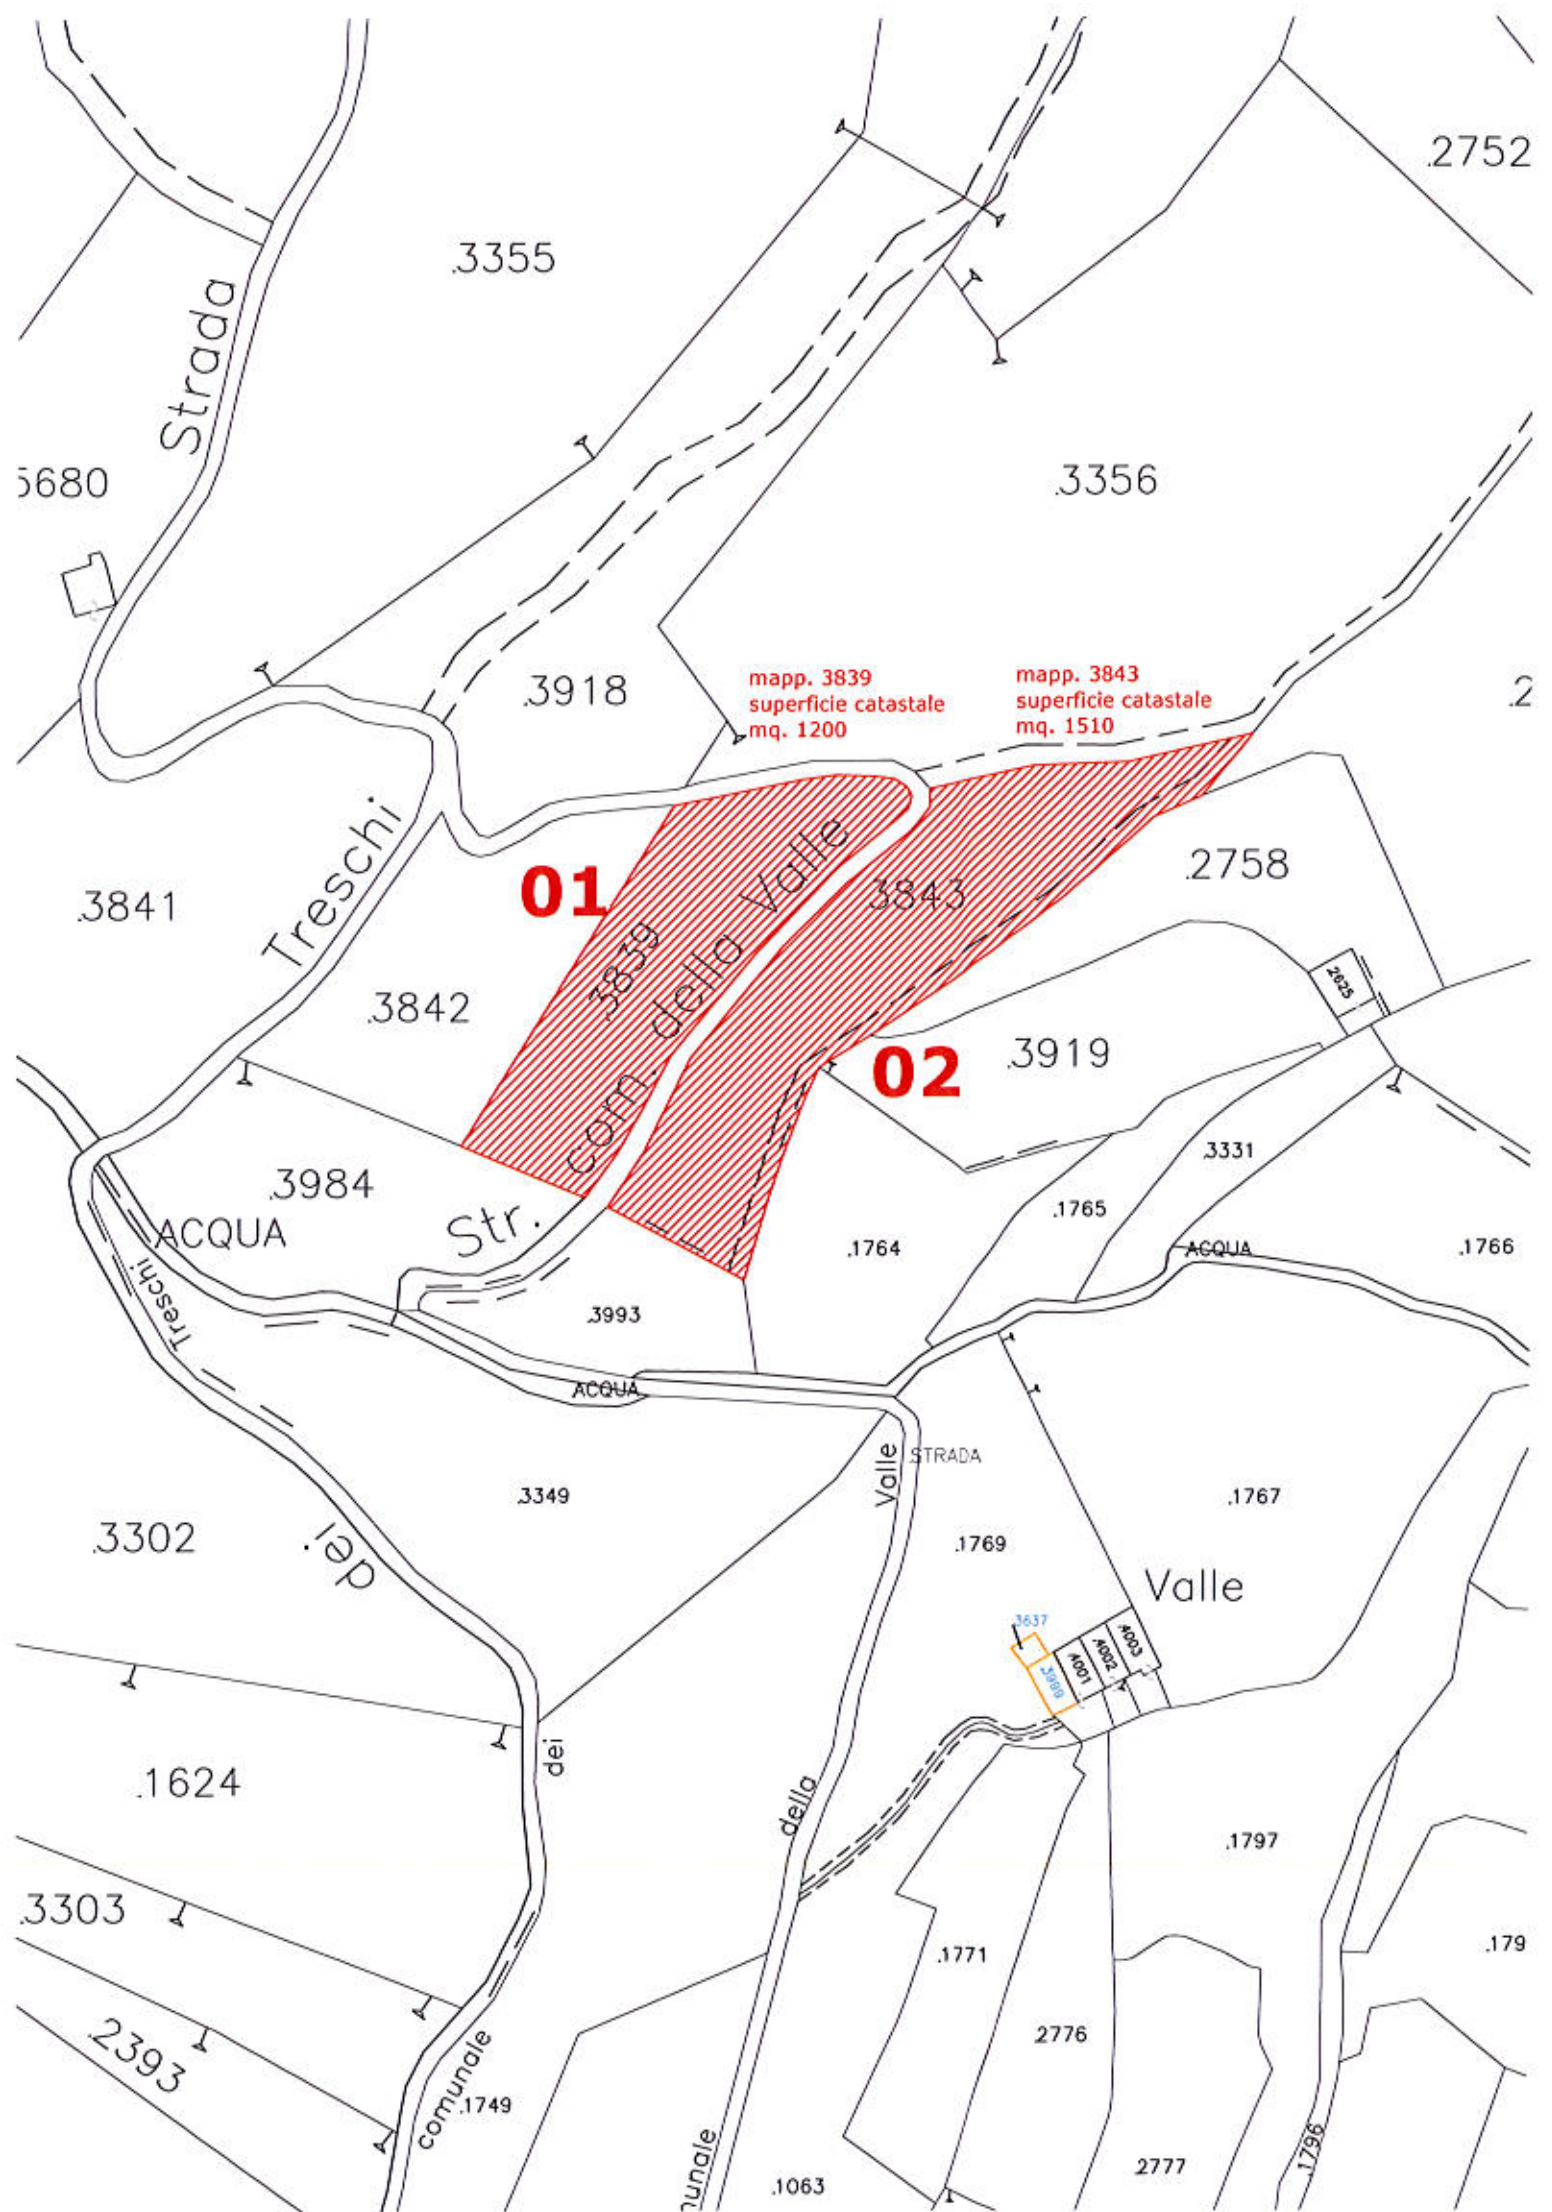 .2752
.3355
Strada
.3356
5680
.3918
mapp. 3839
superficie catastale
mq. 1200
mapp. 3843
superficie catastale
mq. 1510
.2
Treschi
.3841
01
.3839
Str. com. della Valle
.3843
.2758
.3842
2625
02
.3919
.3984
ACQUA
.3331
.1765
.1764
ACQUA
.1766
Treschi
.3993
ACQUA
Valle
STRADA
.3349
.1767
.3302
dei
.1769
Valle
3637
3999
.4001
.4002
.4003
dei
.1624
della
.1797
.3303
.1771
.179
.2393
.2776
comunale
.1749
.1796
munale
.1063
.2777